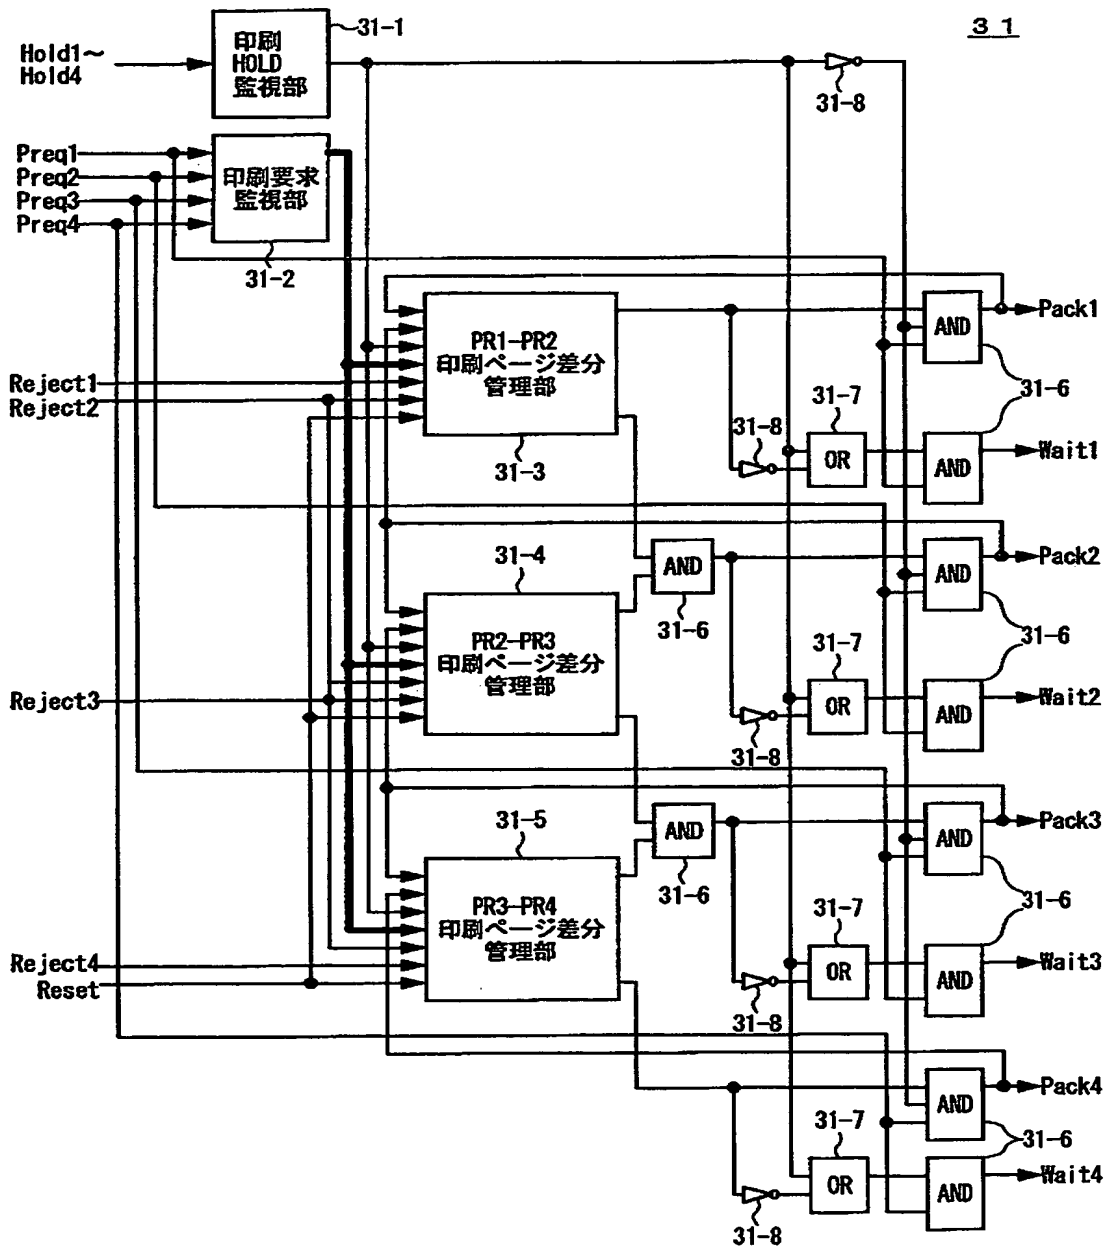 31
31-1
印刷
HOLD
監視部
Hold1～
Hold4
31-8
Preq1
Preq2
Preq3
Preq4
印刷要求
監視部
31-2
PR1-PR2
印刷ページ差分
管理部
31-3
AND
Pack1
31-6
Reject1
Reject2
31-7
31-8
OR
AND
Wait1
31-4
AND
31-6
AND
Pack2
31-6
PR2-PR3
印刷ページ差分
管理部
31-7
Reject3
OR
31-8
AND
Wait2
31-5
AND
31-6
AND
Pack3
31-6
PR3-PR4
印刷ページ差分
管理部
31-7
Reject4
Reset
OR
31-8
AND
Wait3
AND
Pack4
31-7
31-6
OR
31-8
AND
Wait4